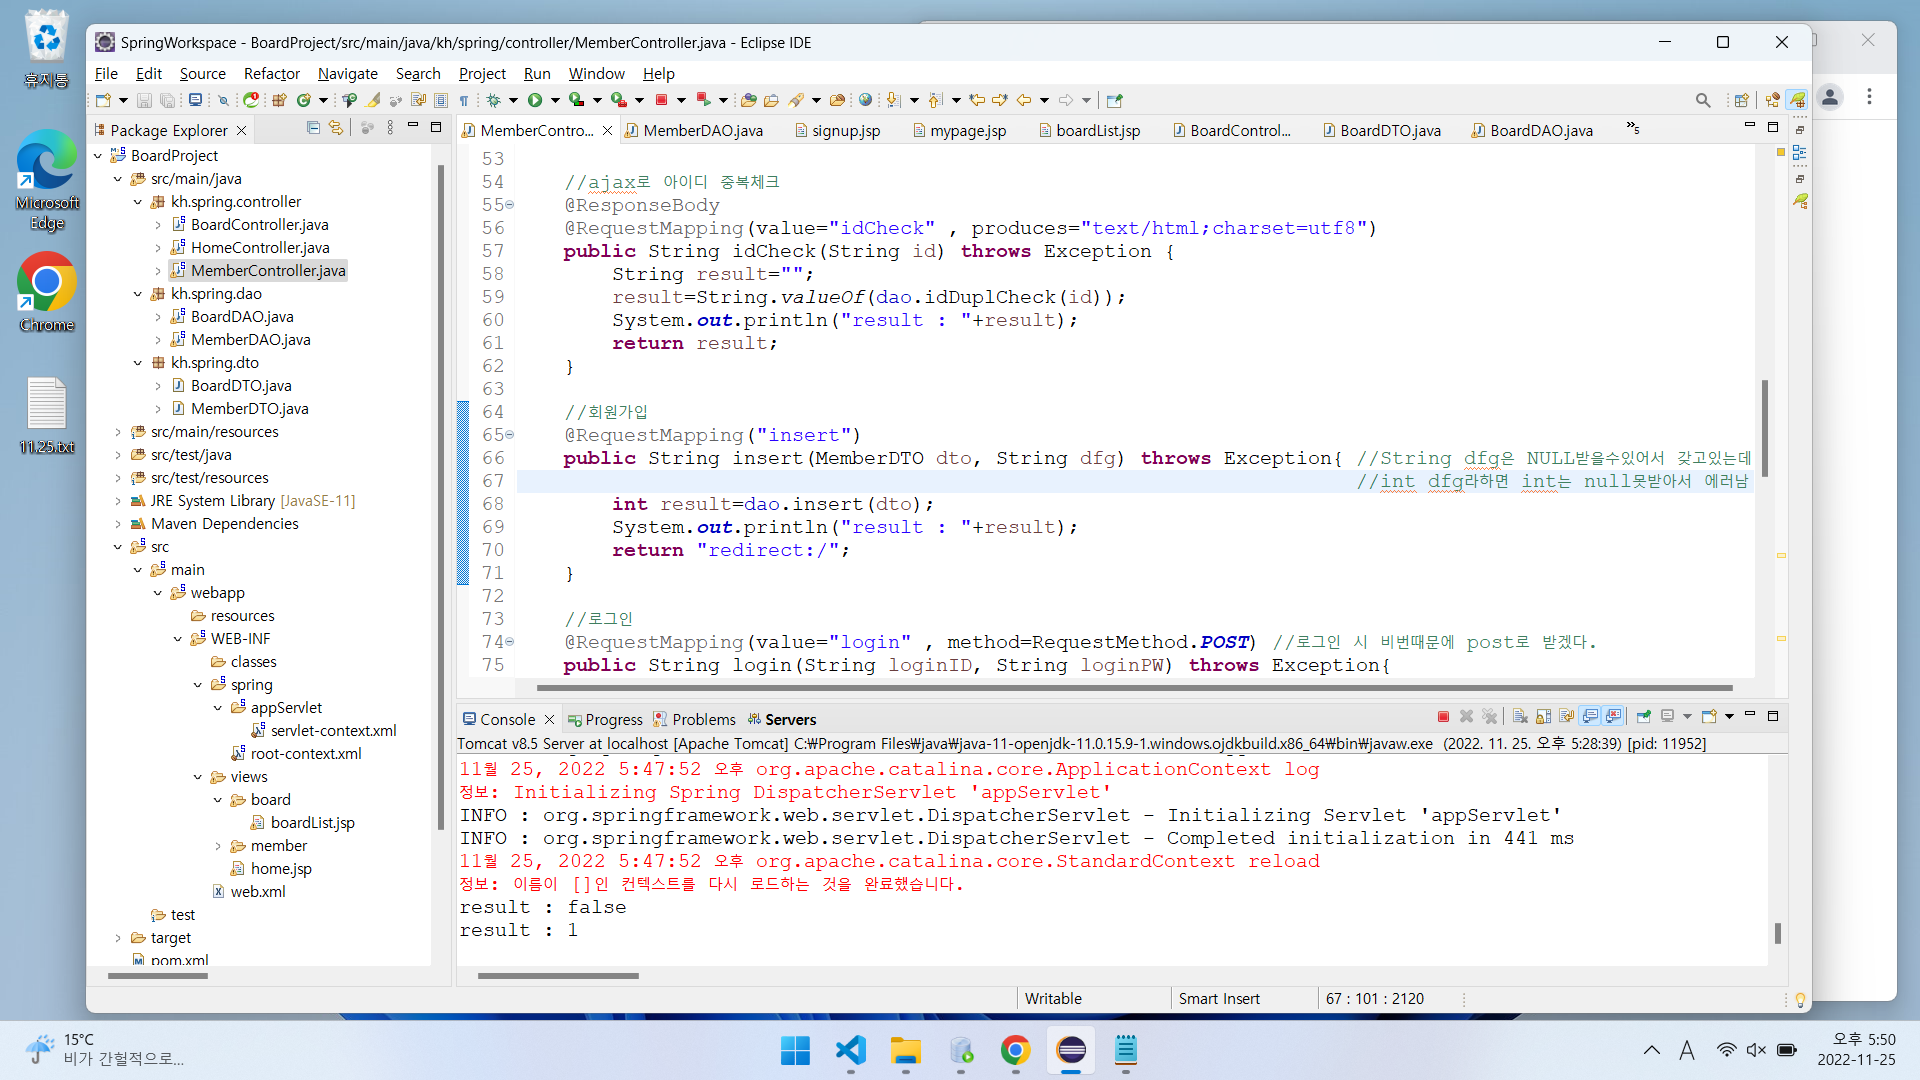 휴지통
Microsoft Edge
Chrome
11.25.txt
SpringWorkspace - BoardProject/src/main/java/kh/spring/controller/MemberController.java - Eclipse IDE
File Edit Source Refactor Navigate Search Project Run Window Help
Package Explorer
BoardProject
src/main/java
kh.spring.controller
BoardController.java
HomeController.java
MemberController.java
kh.spring.dao
BoardDAO.java
MemberDAO.java
kh.spring.dto
BoardDTO.java
MemberDTO.java
src/main/resources
src/test/java
src/test/resources
JRE System Library [JavaSE-11]
Maven Dependencies
src
main
webapp
resources
WEB-INF
classes
spring
appServlet
servlet-context.xml
root-context.xml
views
board
boardList.jsp
member
home.jsp
web.xml
test
target
pom.xml
MemberContro... MemberDAO.java signup.jsp mypage.jsp boardList.jsp BoardControl... BoardDTO.java BoardDAO.java »5
53
54 //ajax로 아이디 중복체크
55 @ResponseBody
56 @RequestMapping(value="idCheck" , produces="text/html;charset=utf8")
57 public String idCheck(String id) throws Exception {
58 String result="";
59 result=String.valueOf(dao.idDuplCheck(id));
60 System.out.println("result : "+result);
61 return result;
62 }
63
64 //회원가입
65 @RequestMapping("insert")
66 public String insert(MemberDTO dto, String dfg) throws Exception{ //String dfg은 NULL받을수있어서 갖고있는데
67 //int dfg라하면 int는 null못받아서 에러남
68 int result=dao.insert(dto);
69 System.out.println("result : "+result);
70 return "redirect:/";
71 }
72
73 //로그인
74 @RequestMapping(value="login" , method=RequestMethod.POST) //로그인 시 비번때문에 post로 받겠다.
75 public String login(String loginID, String loginPW) throws Exception{
Console Progress Problems Servers
Tomcat v8.5 Server at localhost [Apache Tomcat] C:₩Program Files₩java₩java-11-openjdk-11.0.15.9-1.windows.ojdkbuild.x86_64₩bin₩javaw.exe (2022. 11. 25. 오후 5:28:39) [pid: 11952]
11월 25, 2022 5:47:52 오후 org.apache.catalina.core.ApplicationContext log
정보: Initializing Spring DispatcherServlet 'appServlet'
INFO : org.springframework.web.servlet.DispatcherServlet - Initializing Servlet 'appServlet'
INFO : org.springframework.web.servlet.DispatcherServlet - Completed initialization in 441 ms
11월 25, 2022 5:47:52 오후 org.apache.catalina.core.StandardContext reload
정보: 이름이 []인 컨텍스트를 다시 로드하는 것을 완료했습니다.
result : false
result : 1
Writable Smart Insert 67 : 101 : 2120
15°C
비가 간헐적으로...
A
오후 5:50
2022-11-25